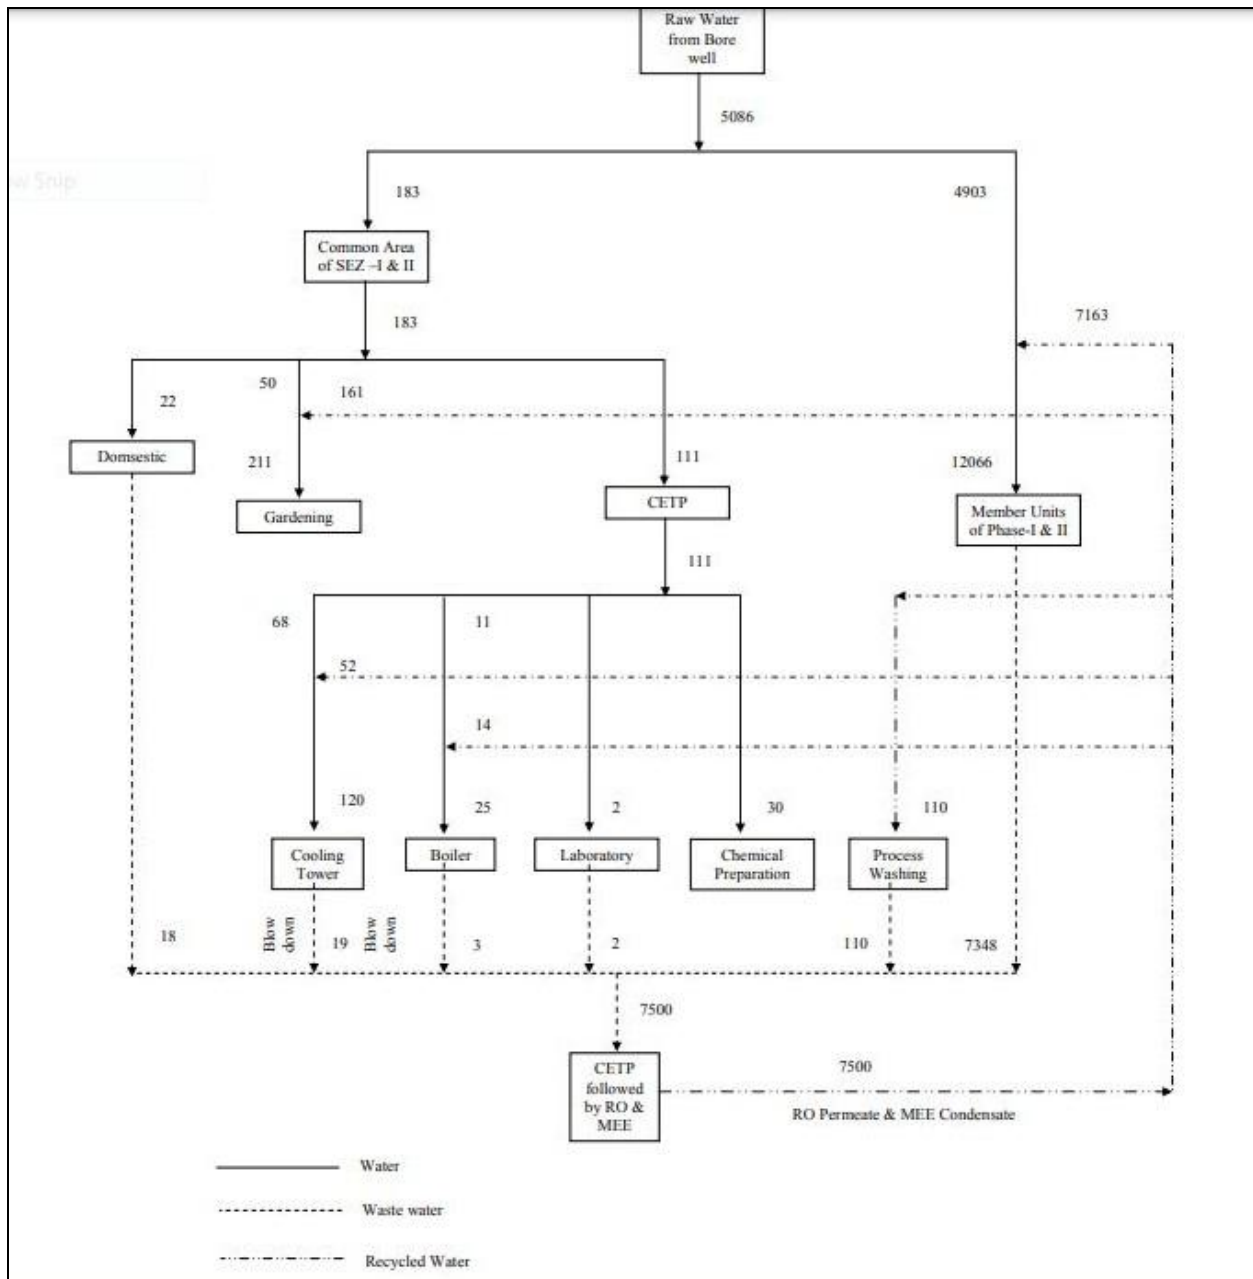 Raw Water
from Bore
well
5086
w Snip
183
4903
Common Area
of SEZ –I & II
183
7163
50
161
22
Domsestic
211
111
12066
Gardening
CETP
Member Units
of Phase-I & II
111
68
11
52
14
120
25
2
30
110
Cooling
Tower
Boiler
Laboratory
Chemical
Preparation
Process
Washing
18
Blow
down
19
Blow
down
3
2
110
7348
7500
CETP
followed
by RO &
MEE
7500
RO Permeate & MEE Condensate
Water
Waste water
Recycled Water